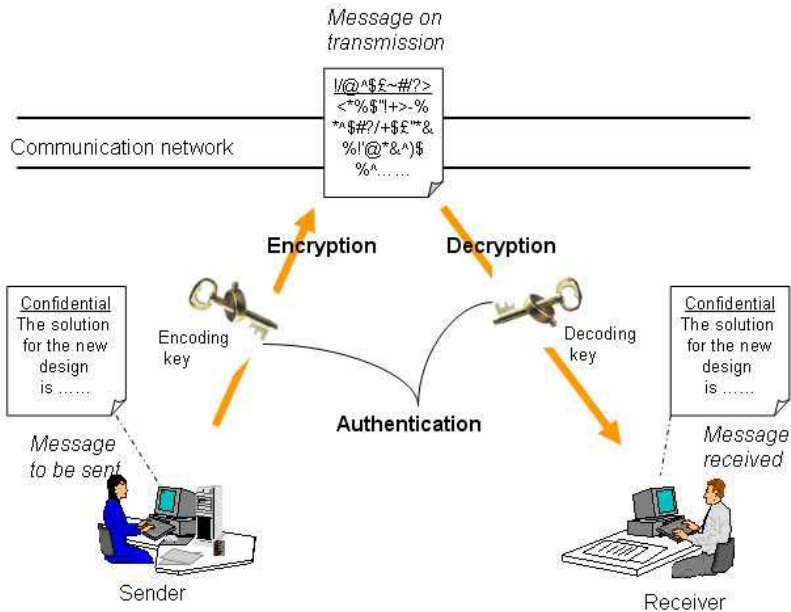 Message on
transmission
!/@^$£~#/?>
<*%$"!+>-%
*^$#?/+$£"*&
%!'@*&^)$
%^... ...
Communication network
Encryption
Decryption
Confidential
The solution
for the new
design
is ......
Encoding
key
Decoding
key
Confidential
The solution
for the new
design
is ......
Authentication
Message
to be sent
Message
received
Sender
Receiver